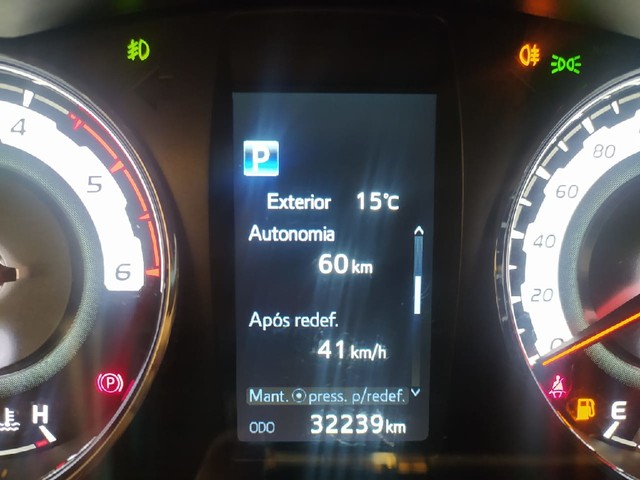 4
5
6
H
P
Exterior 15°C
Autonomia
60 km
Após redef.
41 km/h
Mant. ⦿ press. p/redef.
ODO 32239 km
80
60
40
20
0
E